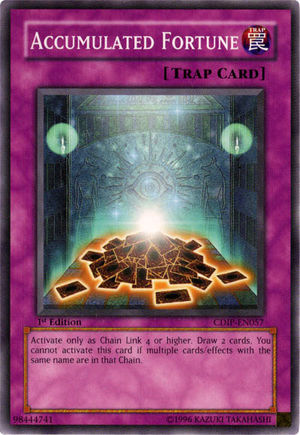 ACCUMULATED FORTUNE
TRAP
罠
[TRAP CARD]
1st Edition
CDIP-EN057
Activate only as Chain Link 4 or higher. Draw 2 cards. You
cannot activate this card if multiple cards/effects with the
same name are in that Chain.
98444741
©1996 KAZUKI TAKAHASHI